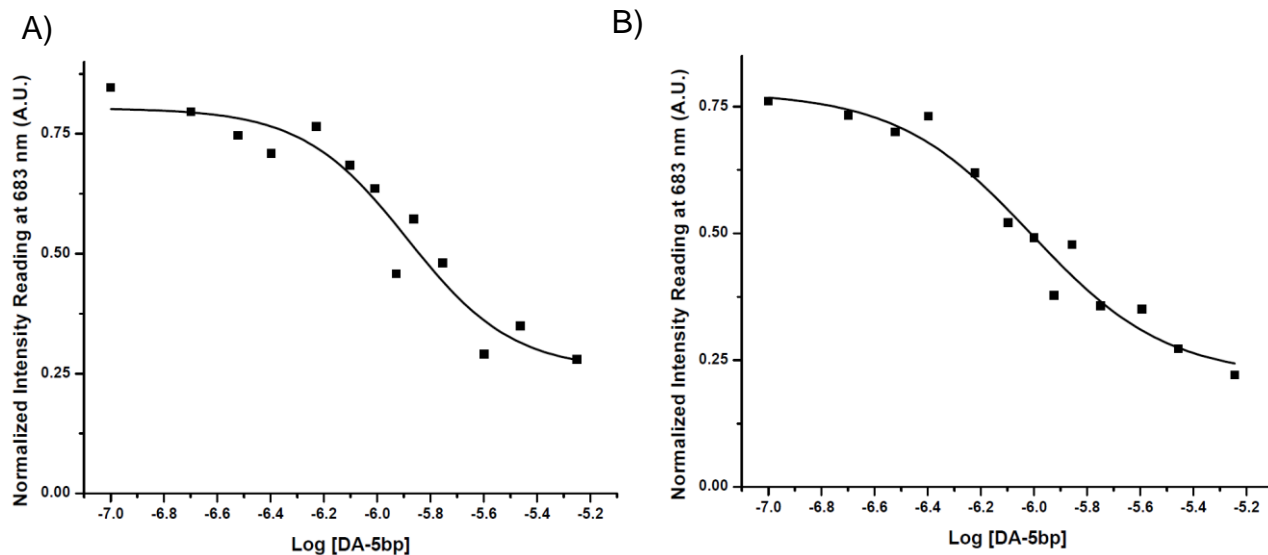 A)
Normalized Intensity Reading at 683 nm (A.U.)
0.75
0.50
0.25
0.00
-7.0 -6.8 -6.6 -6.4 -6.2 -6.0 -5.8 -5.6 -5.4 -5.2
Log [DA-5bp]
B)
Normalized Intensity Reading at 683 nm (A.U.)
0.75
0.50
0.25
0.00
-7.0 -6.8 -6.6 -6.4 -6.2 -6.0 -5.8 -5.6 -5.4 -5.2
Log [DA-5bp]